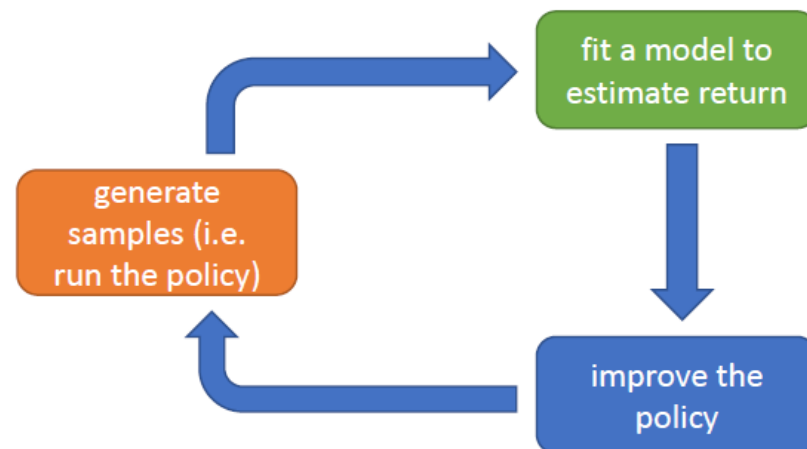 fit a model to
estimate return
generate
samples (i.e.
run the policy)
improve the
policy